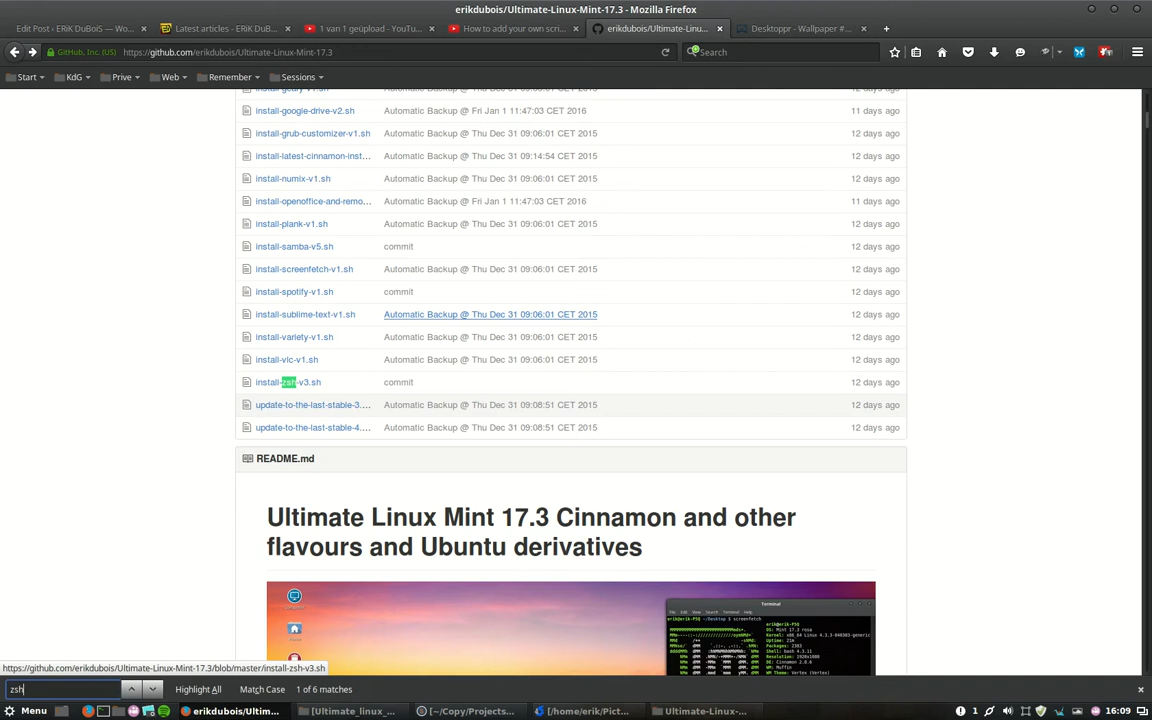 erikdubois/Ultimate-Linux-Mint-17.3 - Mozilla Firefox
Edit Post ‹ ERiK DuBoiS — Wo...
Latest articles – ERiK DuBo...
1 van 1 geüpload - YouTu...
How to add your own scri...
erikdubois/Ultimate-Linu...
Desktoppr - Wallpaper #...
GitHub, Inc. (US)
https://github.com/erikdubois/Ultimate-Linux-Mint-17.3
Search
Start
KdG
Prive
Web
Remember
Sessions
install-geary-v1.sh Automatic Backup @ Thu Dec 31 09:06:01 CET 2015 12 days ago
install-google-drive-v2.sh Automatic Backup @ Fri Jan 1 11:47:03 CET 2016 11 days ago
install-grub-customizer-v1.sh Automatic Backup @ Thu Dec 31 09:06:01 CET 2015 12 days ago
install-latest-cinnamon-inst... Automatic Backup @ Thu Dec 31 09:14:54 CET 2015 12 days ago
install-numix-v1.sh Automatic Backup @ Thu Dec 31 09:06:01 CET 2015 12 days ago
install-openoffice-and-remo... Automatic Backup @ Fri Jan 1 11:47:03 CET 2016 11 days ago
install-plank-v1.sh Automatic Backup @ Thu Dec 31 09:06:01 CET 2015 12 days ago
install-samba-v5.sh commit 12 days ago
install-screenfetch-v1.sh Automatic Backup @ Thu Dec 31 09:06:01 CET 2015 12 days ago
install-spotify-v1.sh commit 12 days ago
install-sublime-text-v1.sh Automatic Backup @ Thu Dec 31 09:06:01 CET 2015 12 days ago
install-variety-v1.sh Automatic Backup @ Thu Dec 31 09:06:01 CET 2015 12 days ago
install-vlc-v1.sh Automatic Backup @ Thu Dec 31 09:06:01 CET 2015 12 days ago
install-zsh-v3.sh commit 12 days ago
update-to-the-last-stable-3.... Automatic Backup @ Thu Dec 31 09:08:51 CET 2015 12 days ago
update-to-the-last-stable-4.... Automatic Backup @ Thu Dec 31 09:08:51 CET 2015 12 days ago
README.md
Ultimate Linux Mint 17.3 Cinnamon and other
flavours and Ubuntu derivatives
Terminal
https://github.com/erikdubois/Ultimate-Linux-Mint-17.3/blob/master/install-zsh-v3.sh
zsh
Highlight All
Match Case
1 of 6 matches
Menu
erikdubois/Ultim...
[Ultimate_linux_...
[~/Copy/Projects...
[/home/erik/Pict...
Ultimate-Linux-...
1
16:09